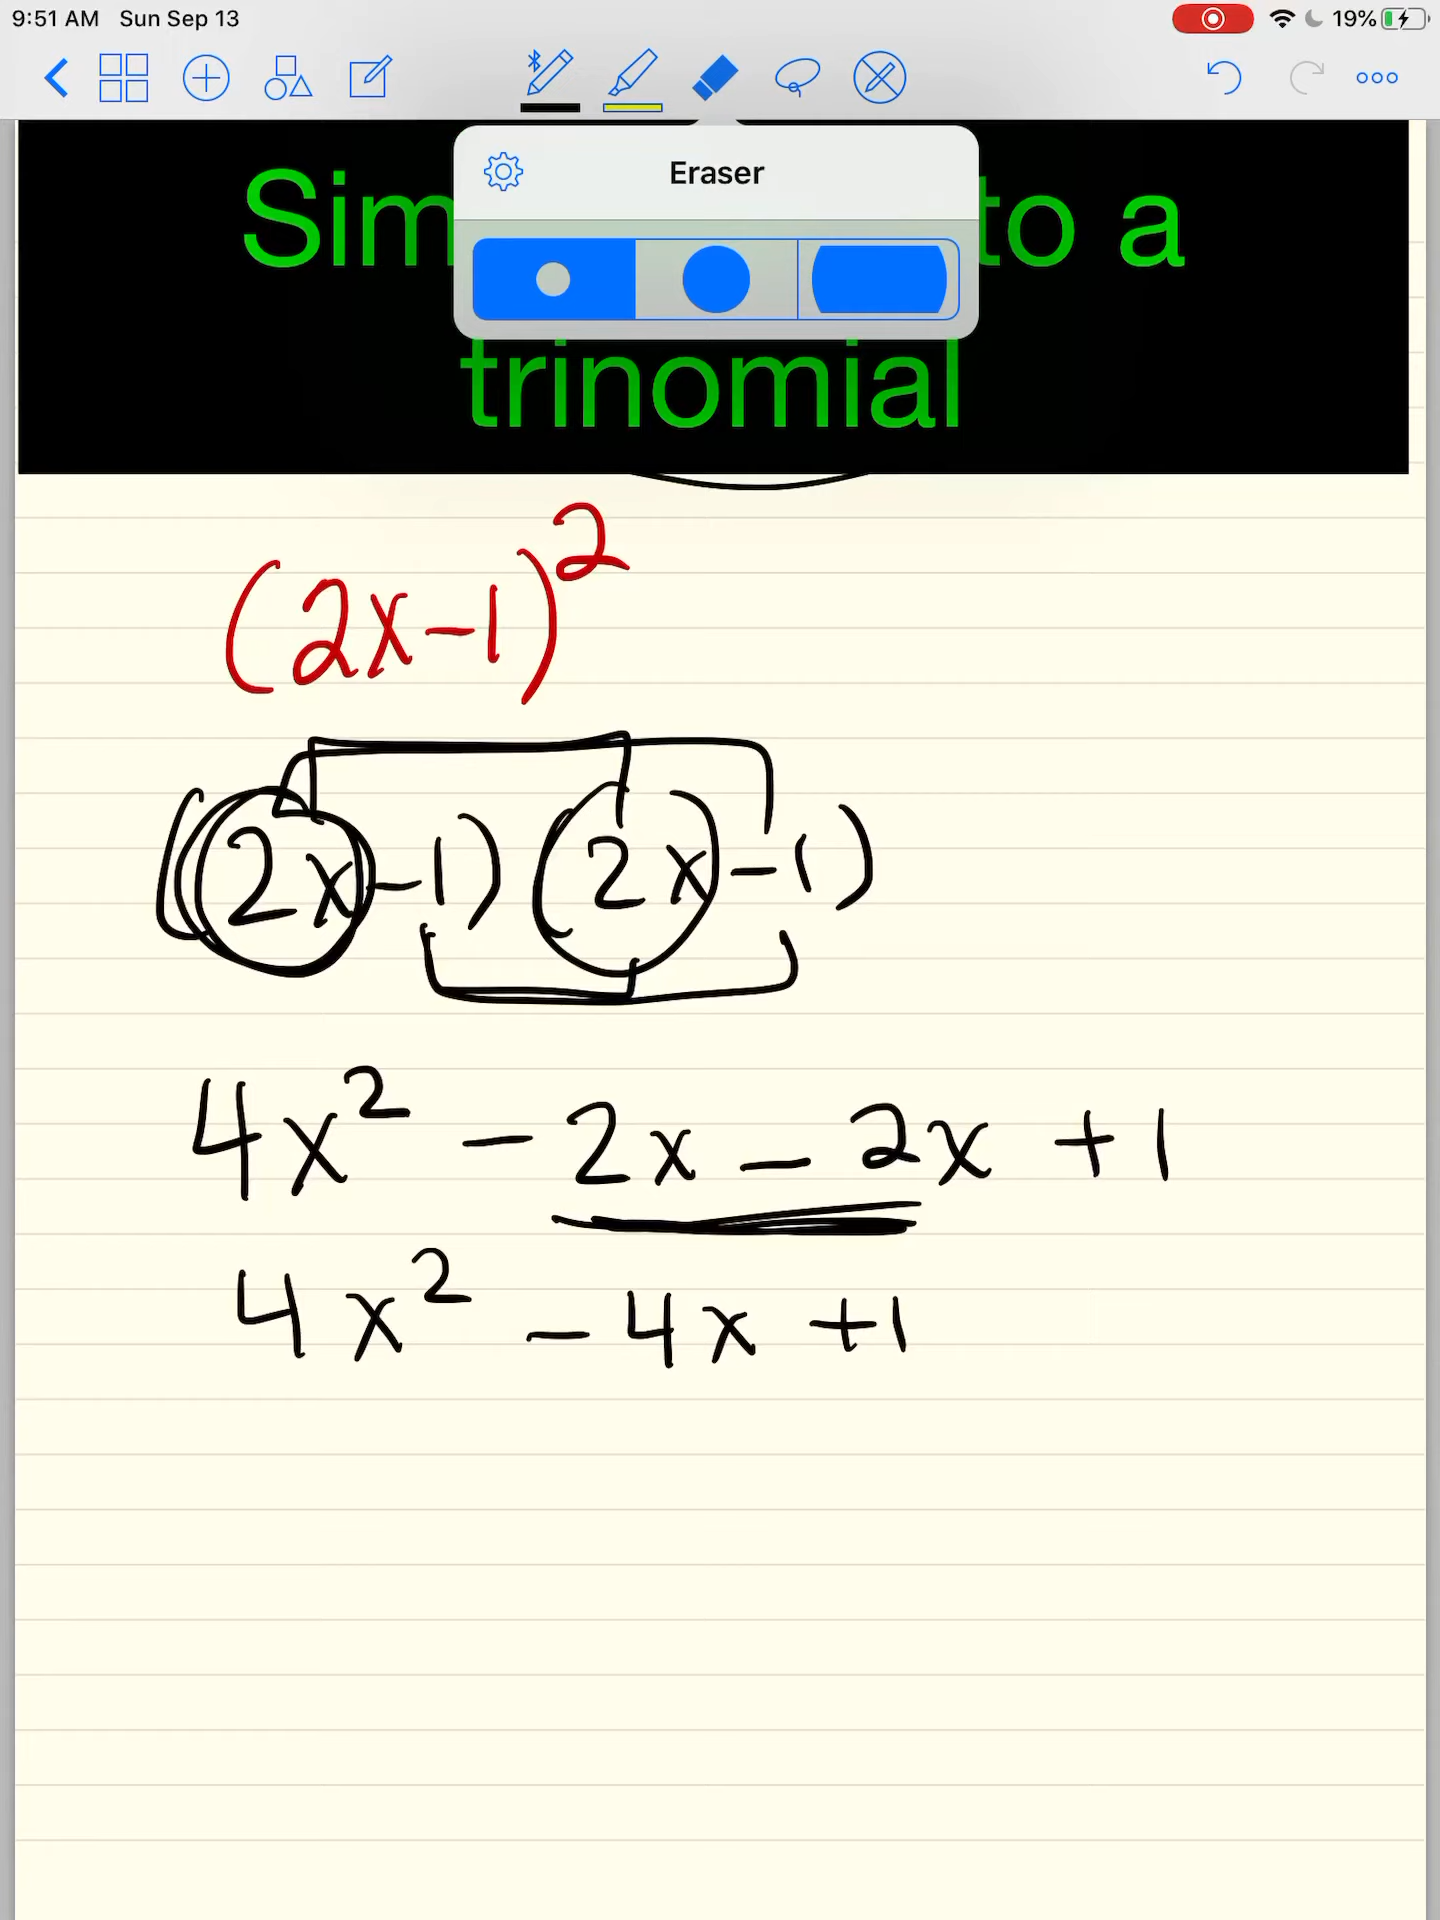 9:51 AM Sun Sep 13 19%
Eraser
to a
trinomial
(2x-1)²
(2x-1)(2x-1)
4x² - 2x - 2x + 1
4x² - 4x + 1